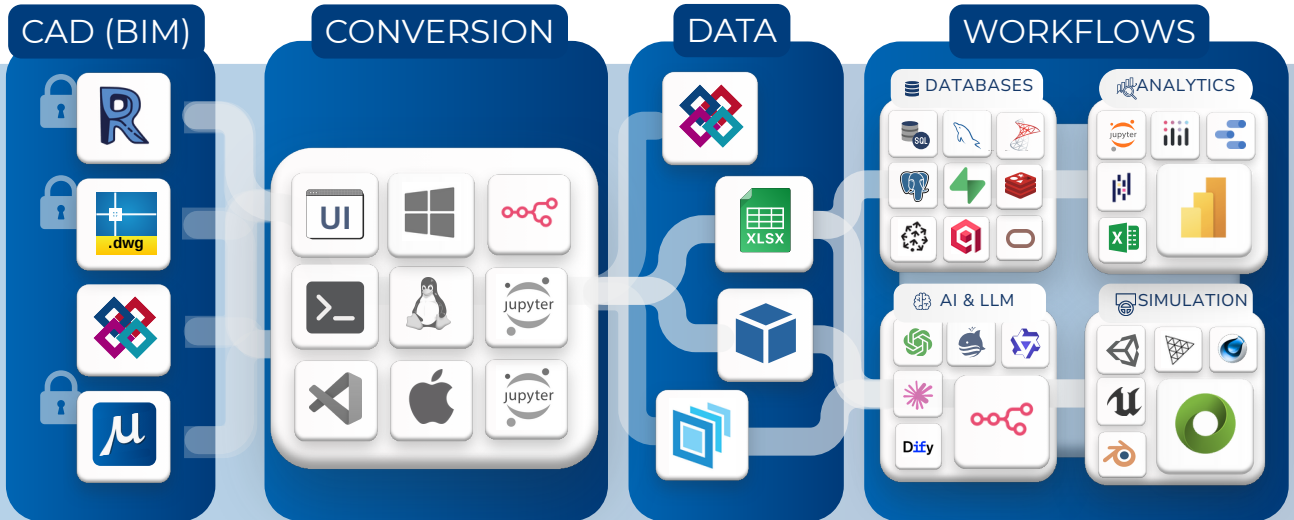 CAD (BIM)
CONVERSION
DATA
WORKFLOWS
R
.dwg
μ
UI
>_
jupyter
jupyter
XLSX
DATABASES
SQL
ANALYTICS
jupyter
X
AI & LLM
Dify
SIMULATION